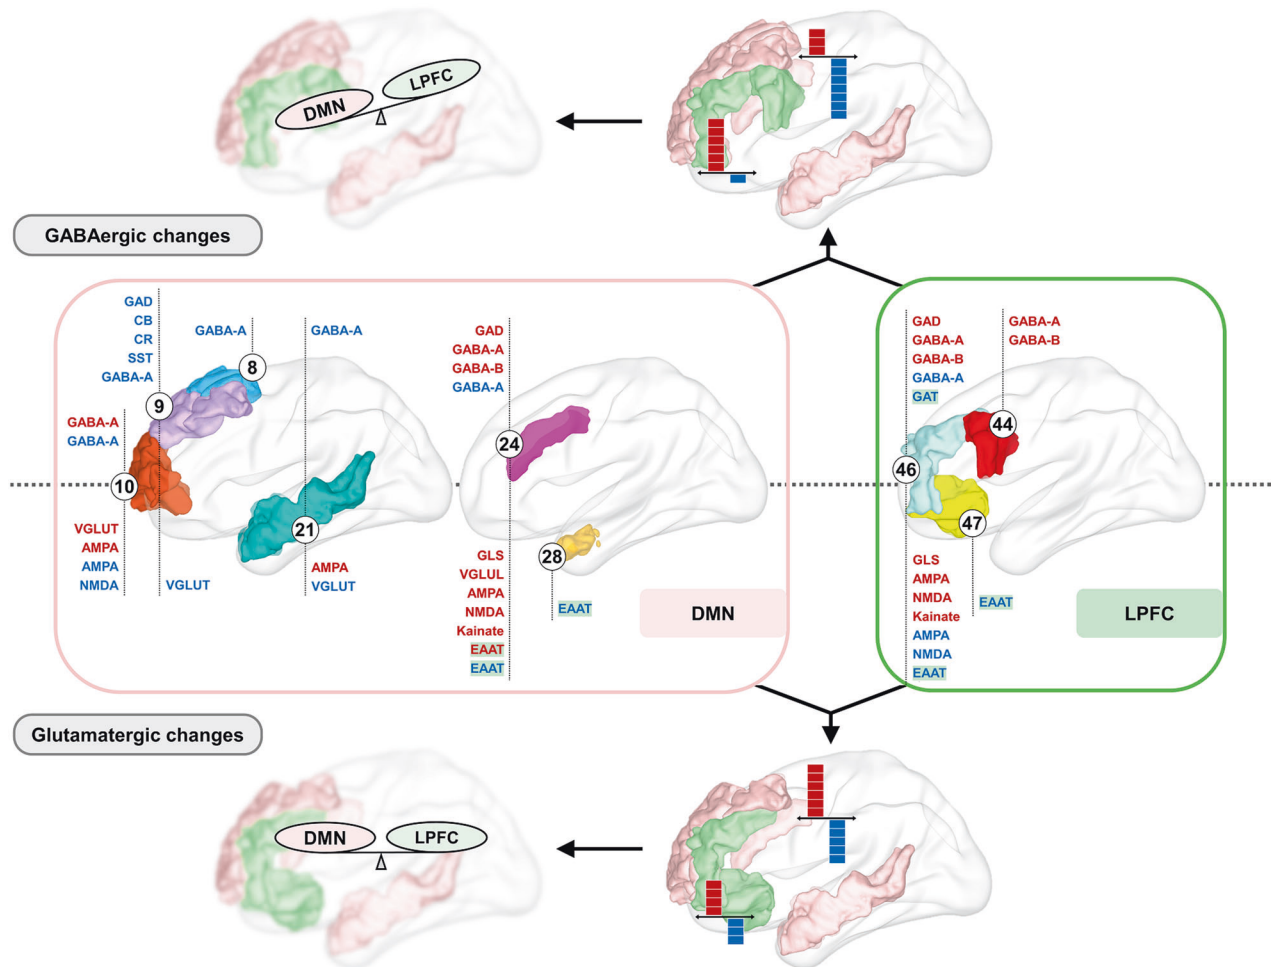 DMN
LPFC
GABAergic changes
GAD
CB
CR
SST
GABA-A
GABA-A
8
GABA-A
9
GABA-A
GABA-A
10
21
VGLUT
AMPA
AMPA
NMDA
VGLUT
AMPA
VGLUT
GAD
GABA-A
GABA-B
GABA-A
24
28
GLS
VGLUL
AMPA
NMDA
Kainate
EAAT
EAAT
EAAT
DMN
GAD
GABA-A
GABA-B
GABA-A
GAT
GABA-A
GABA-B
44
46
47
GLS
AMPA
NMDA
Kainate
AMPA
NMDA
EAAT
EAAT
LPFC
Glutamatergic changes
DMN
LPFC